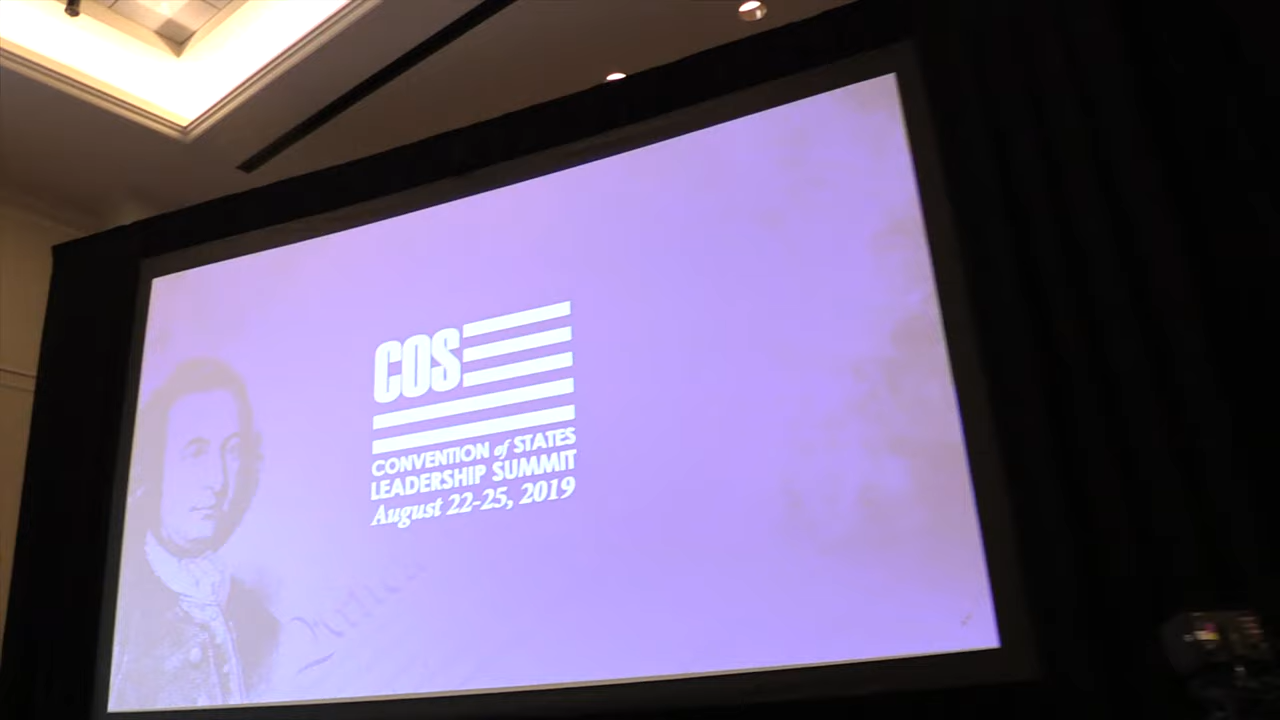 COS
CONVENTION of STATES
LEADERSHIP SUMMIT
August 22-25, 2019